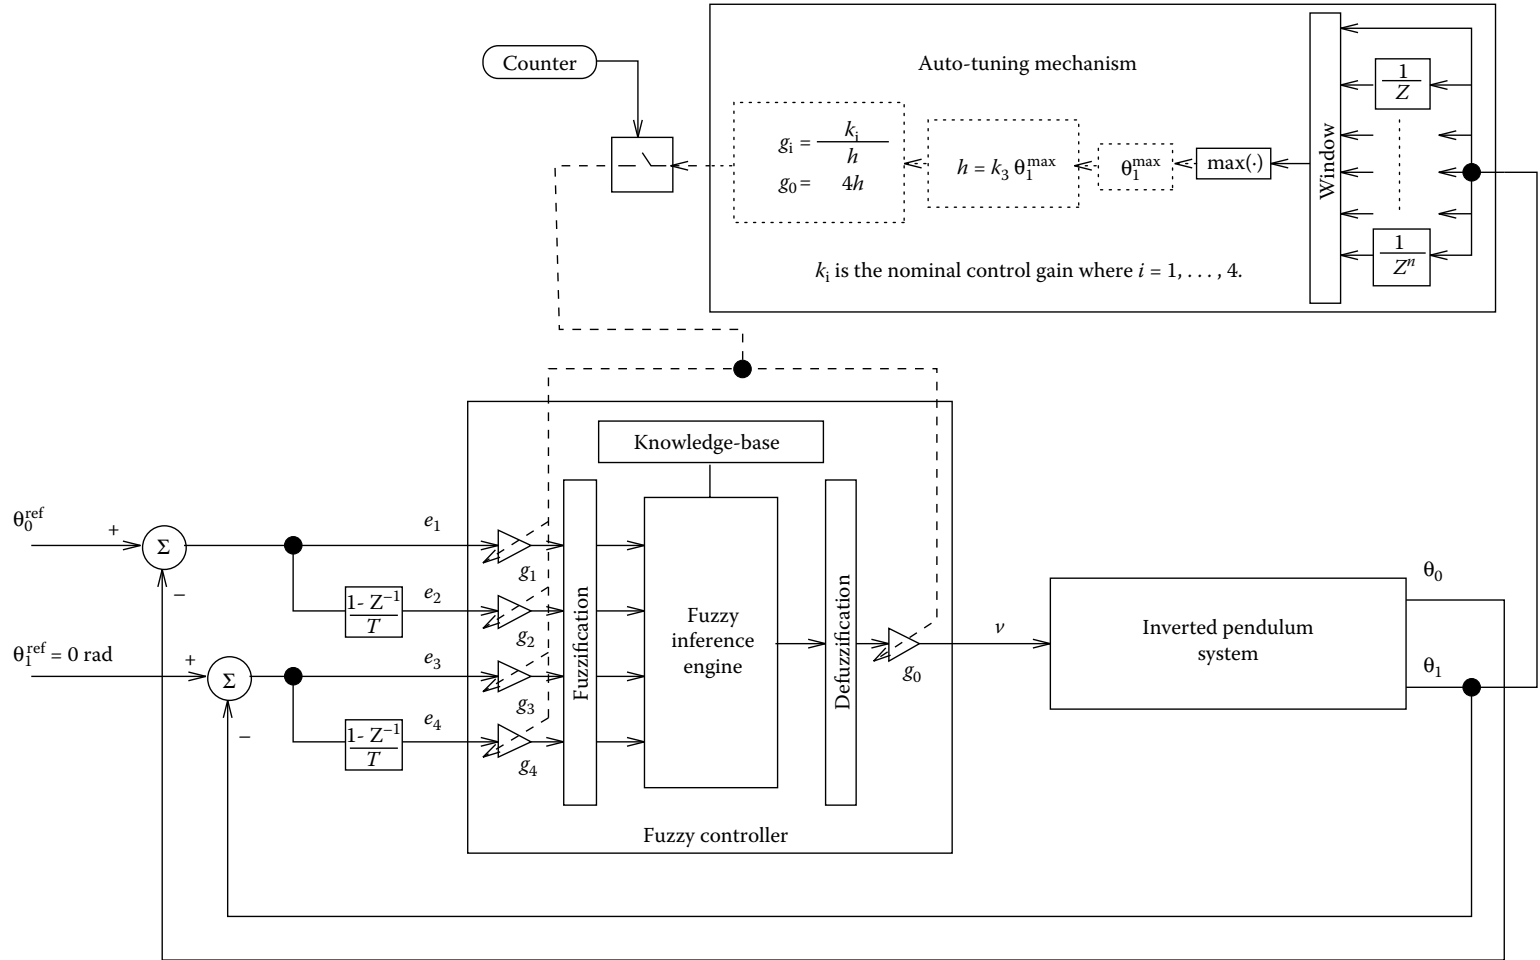 Counter
Auto-tuning mechanism
g_i = k_i / h
g_0 = 4h
h = k_3 θ_1^max
θ_1^max
max(·)
Window
1 / Z
1 / Z^n
k_i is the nominal control gain where i = 1, . . . , 4.
Knowledge-base
θ_0^ref
+
Σ
−
e_1
g_1
1- Z^−1 / T
e_2
g_2
θ_1^ref = 0 rad
+
Σ
−
e_3
g_3
1- Z^−1 / T
e_4
g_4
Fuzzification
Fuzzy
inference
engine
Defuzzification
g_0
Fuzzy controller
v
Inverted pendulum
system
θ_0
θ_1